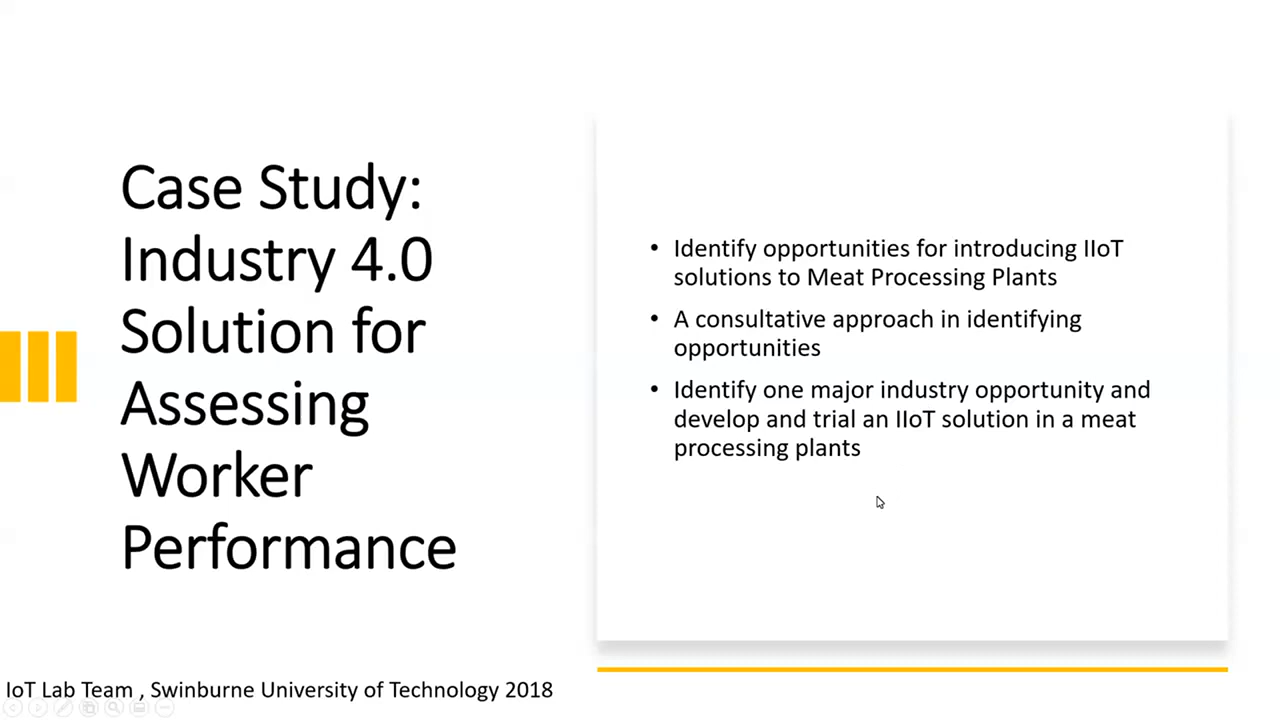 Case Study:
Industry 4.0
Solution for
Assessing
Worker
Performance
• Identify opportunities for introducing IIoT
solutions to Meat Processing Plants
• A consultative approach in identifying
opportunities
• Identify one major industry opportunity and
develop and trial an IIoT solution in a meat
processing plants
IoT Lab Team , Swinburne University of Technology 2018